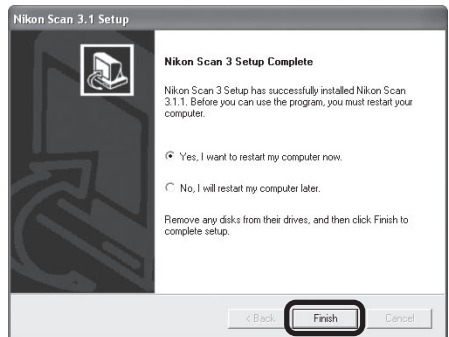 Nikon Scan 3.1 Setup
Nikon Scan 3 Setup Complete
Nikon Scan 3 Setup has successfully installed Nikon Scan
3.1.1. Before you can use the program, you must restart your
computer.
Yes, I want to restart my computer now.
No, I will restart my computer later.
Remove any disks from their drives, and then click Finish to
complete setup.
< Back Finish Cancel